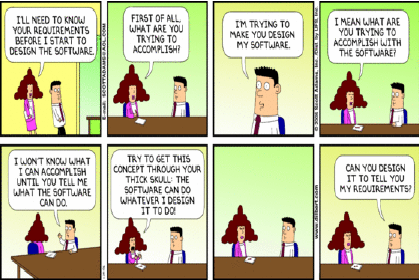 I'LL NEED TO KNOW
YOUR REQUIREMENTS
BEFORE I START TO
DESIGN THE SOFTWARE.
FIRST OF ALL,
WHAT ARE YOU
TRYING TO
ACCOMPLISH?
I'M TRYING TO
MAKE YOU DESIGN
MY SOFTWARE.
I MEAN WHAT ARE
YOU TRYING TO
ACCOMPLISH WITH
THE SOFTWARE?
I WON'T KNOW WHAT
I CAN ACCOMPLISH
UNTIL YOU TELL ME
WHAT THE SOFTWARE
CAN DO.
TRY TO GET THIS
CONCEPT THROUGH YOUR
THICK SKULL: THE
SOFTWARE CAN DO
WHATEVER I DESIGN
IT TO DO!
www.dilbert.com
CAN YOU DESIGN
IT TO TELL YOU
MY REQUIREMENTS?